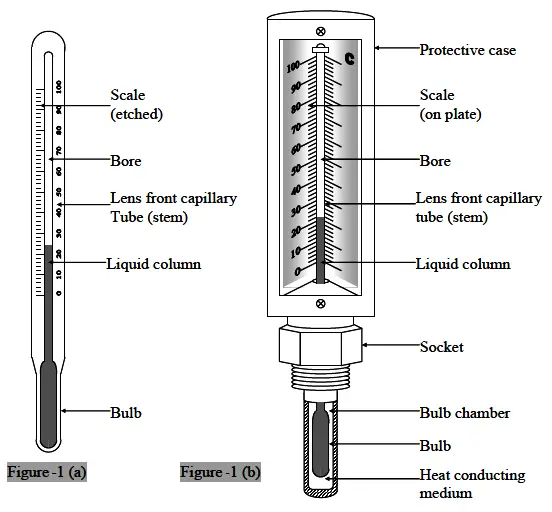 Scale
(etched)
Bore
Lens front capillary
Tube (stem)
Liquid column
Bulb
100
90
80
70
60
50
40
30
20
10
0
Figure -1 (a)
C
100
90
80
70
60
50
40
30
20
10
0
Protective case
Scale
(on plate)
Bore
Lens front capillary
tube (stem)
Liquid column
Socket
Bulb chamber
Bulb
Heat conducting
medium
Figure -1 (b)